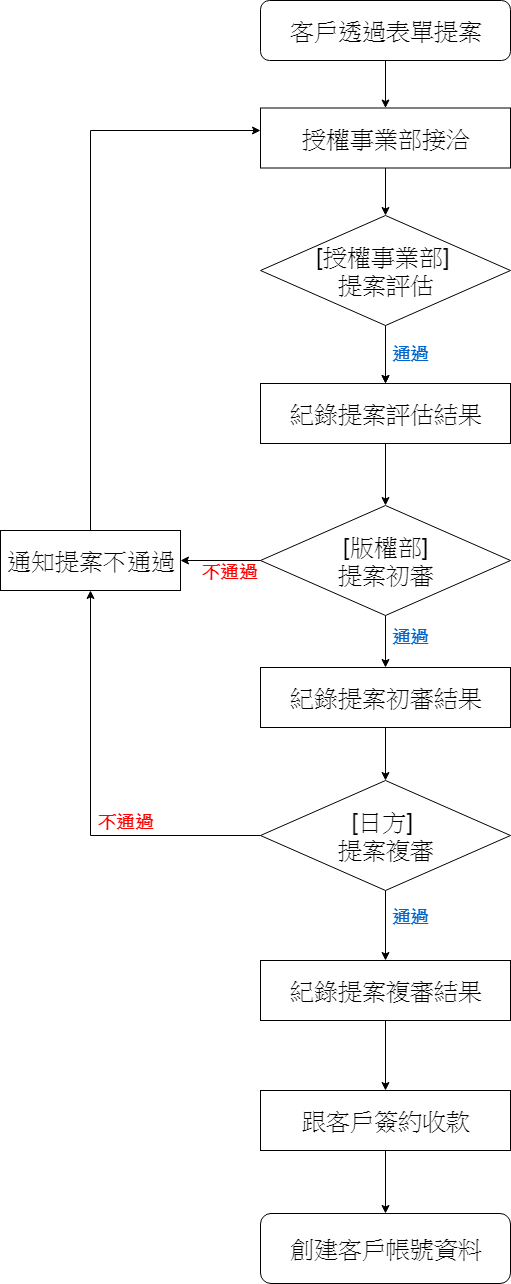 客戶透過表單提案
授權事業部接洽
[授權事業部]
提案評估
通過
紀錄提案評估結果
[版權部]
提案初審
通知提案不通過
不通過
通過
紀錄提案初審結果
[日方]
提案複審
不通過
通過
紀錄提案複審結果
跟客戶簽約收款
創建客戶帳號資料